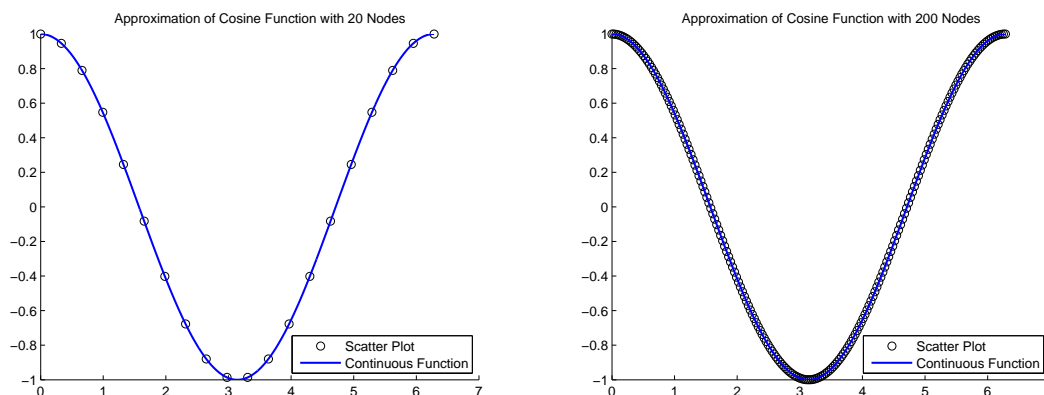 Approximation of Cosine Function with 20 Nodes
1
0.8
0.6
0.4
0.2
0
−0.2
−0.4
−0.6
−0.8
−1
0 1 2 3 4 5 6 7
Scatter Plot
Continuous Function
Approximation of Cosine Function with 200 Nodes
1
0.8
0.6
0.4
0.2
0
−0.2
−0.4
−0.6
−0.8
−1
0 1 2 3 4 5 6
Scatter Plot
Continuous Function